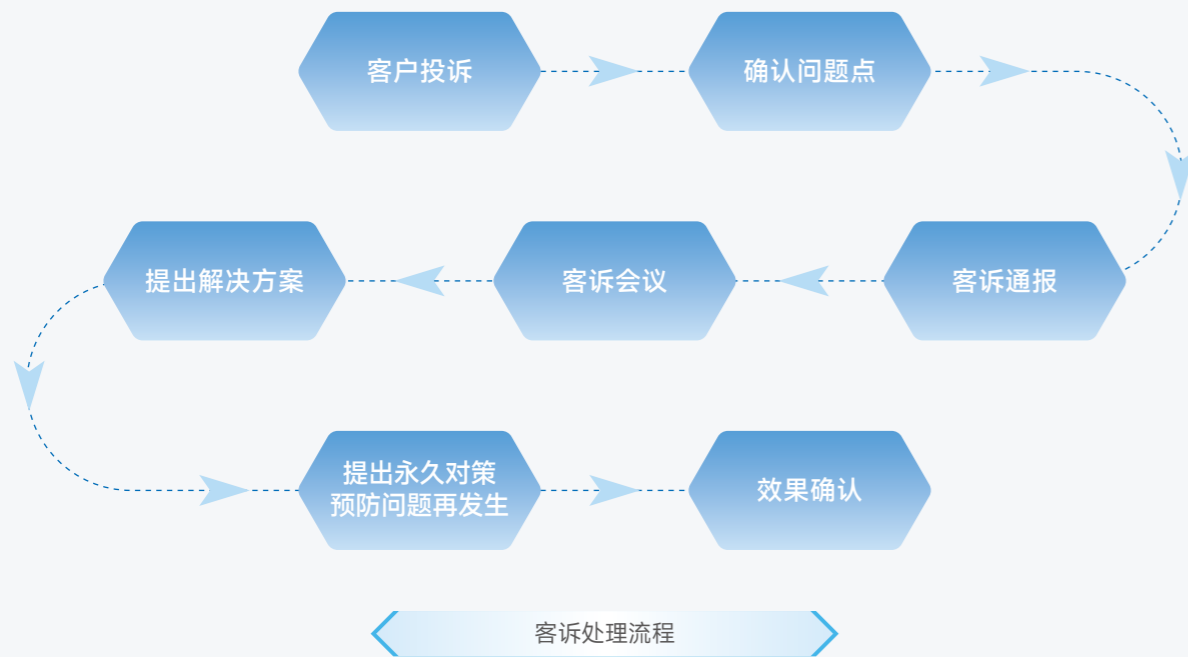 客户投诉
确认问题点
客诉通报
客诉会议
提出解决方案
提出永久对策
预防问题再发生
效果确认
客诉处理流程